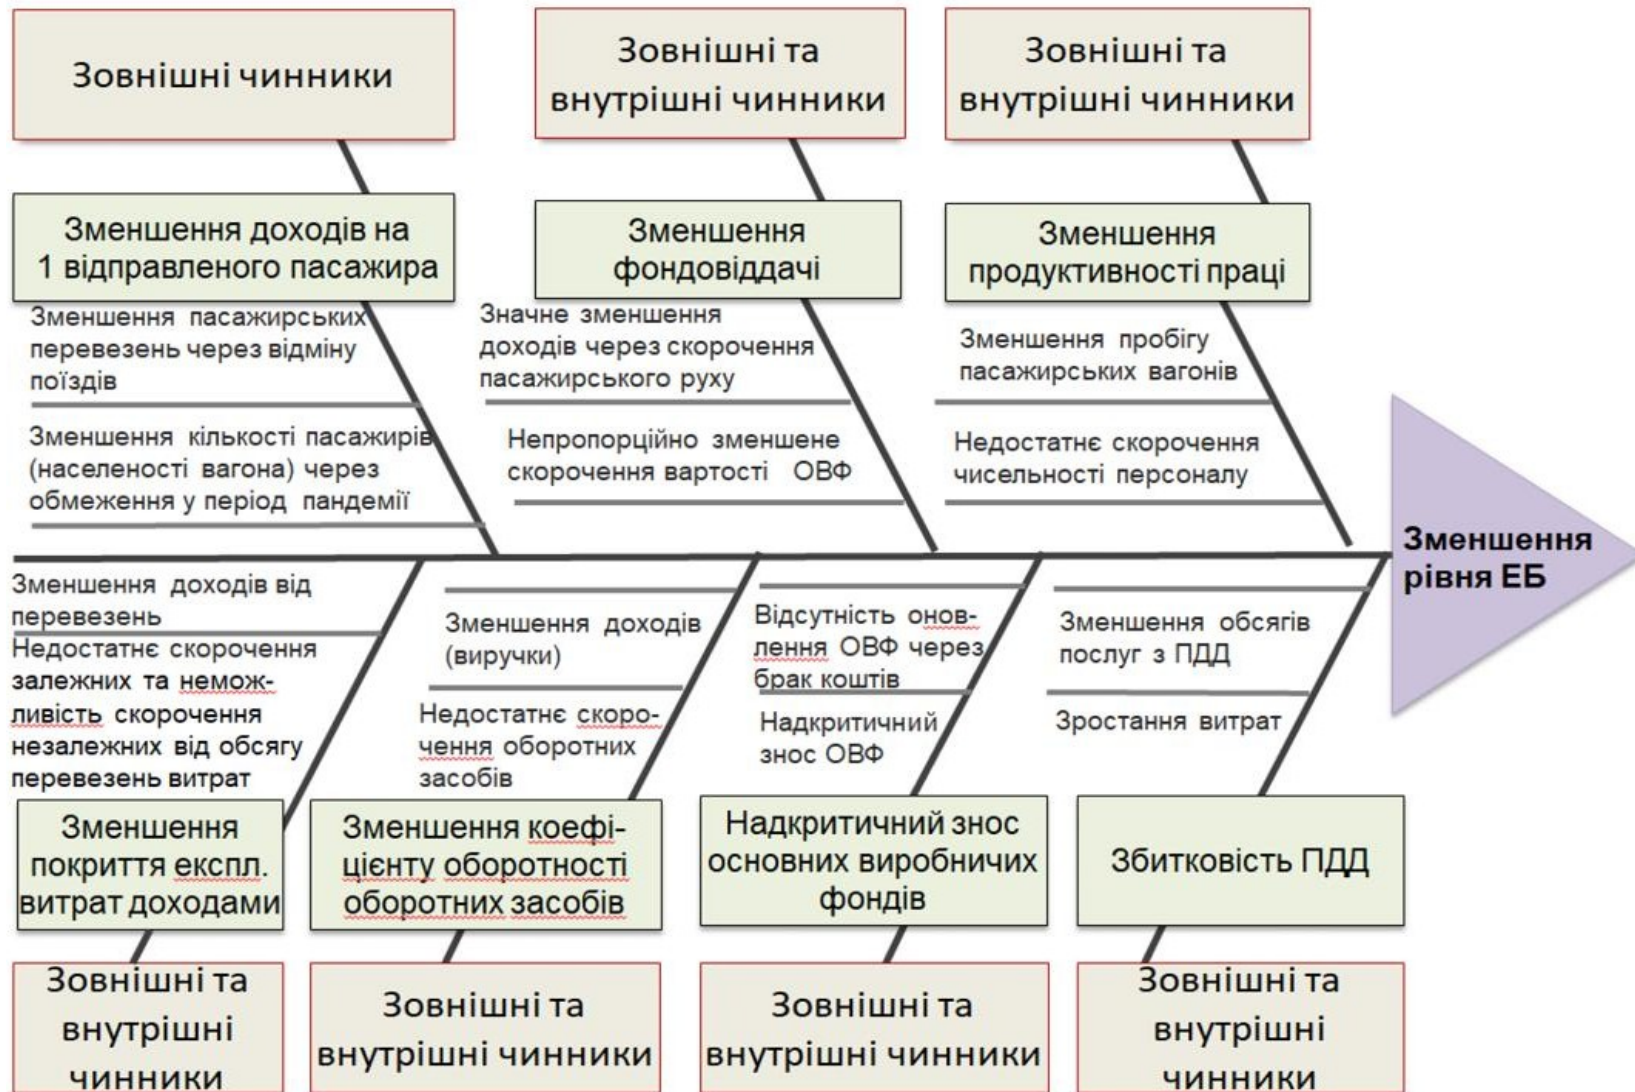 Зовнішні чинники
Зовнішні та
внутрішні чинники
Зовнішні та
внутрішні чинники
Зменшення доходів на
1 відправленого пасажира
Зменшення
фондовіддачі
Зменшення
продуктивності праці
Зменшення пасажирських
перевезень через відміну
поїздів
Зменшення кількості пасажирів
(населеності вагона) через
обмеження у період пандемії
Значне зменшення
доходів через скорочення
пасажирського руху
Непропорційно зменшене
скорочення вартості ОВФ
Зменшення пробігу
пасажирських вагонів
Недостатнє скорочення
чисельності персоналу
Зменшення
рівня ЕБ
Зменшення доходів від
перевезень
Недостатнє скорочення
залежних та немож-
ливість скорочення
незалежних від обсягу
перевезень витрат
Зменшення доходів
(виручки)
Недостатнє скоро-
чення оборотних
засобів
Відсутність онов-
лення ОВФ через
брак коштів
Надкритичний
знос ОВФ
Зменшення обсягів
послуг з ПДД
Зростання витрат
Зменшення
покриття експл.
витрат доходами
Зменшення коефі-
цієнту оборотності
оборотних засобів
Надкритичний знос
основних виробничих
фондів
Збитковість ПДД
Зовнішні та
внутрішні
чинники
Зовнішні та
внутрішні чинники
Зовнішні та
внутрішні чинники
Зовнішні та
внутрішні
чинники